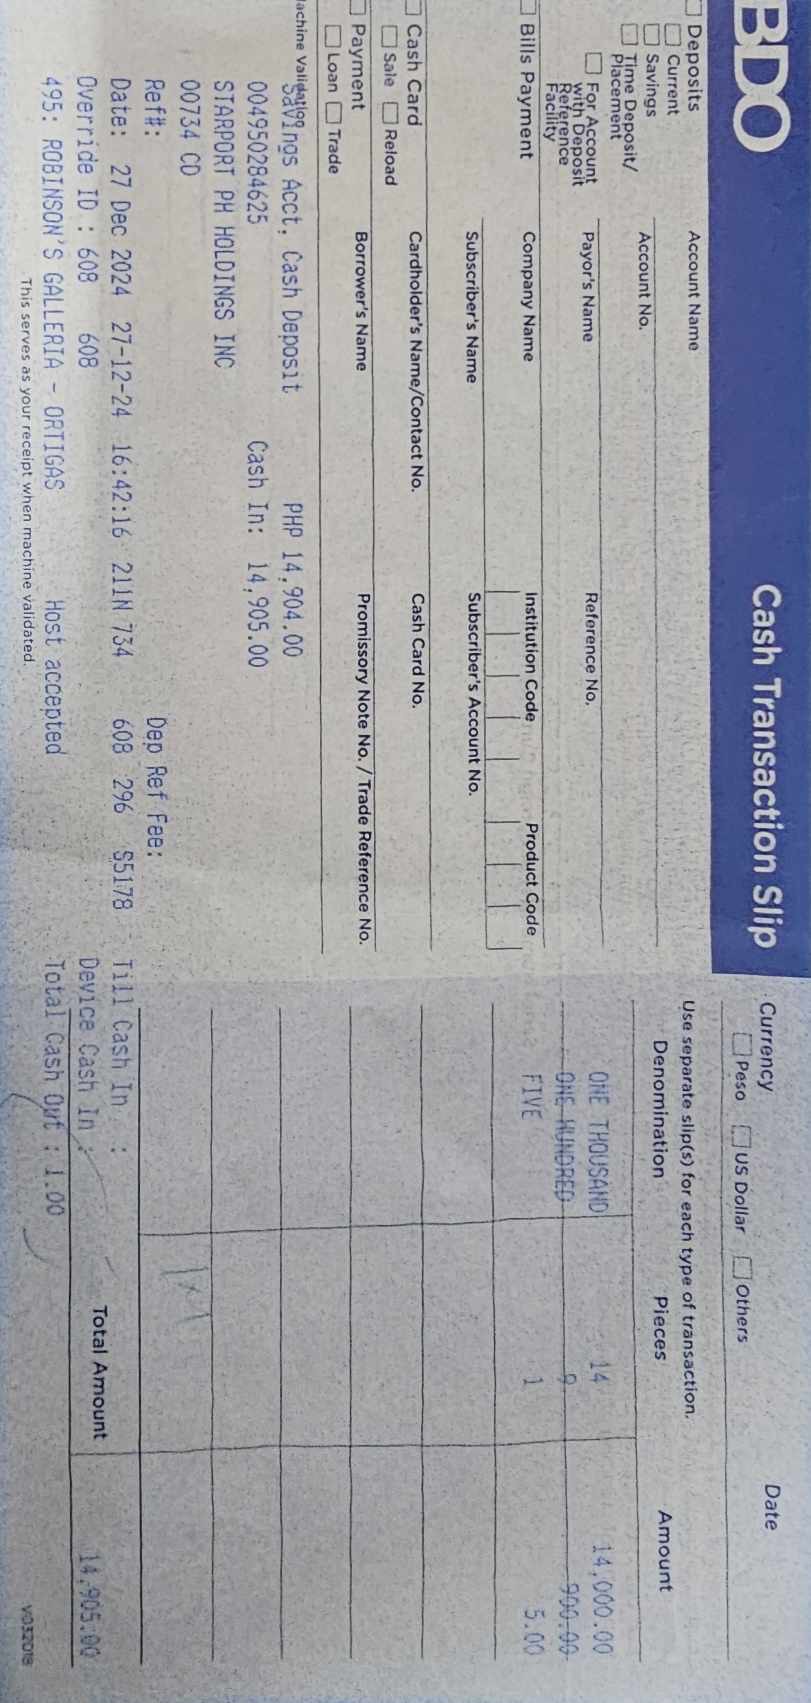 BDO
Cash Transaction Slip
Deposits
Current
Savings
Time Deposit/
Placement
For Account
with Deposit
Reference
Facility
Account Name
Account No.
Payor's Name
Reference No.
Bills Payment
Company Name
Institution Code
Product Code
Subscriber's Name
Subscriber's Account No.
Cash Card
Sale
Reload
Cardholder's Name/Contact No.
Cash Card No.
Payment
Loan
Trade
Borrower's Name
Promissory Note No. / Trade Reference No.
achine Validation
Savings Acct. Cash Deposit PHP 14,904.00
004950284625 Cash In: 14,905.00
STARPORT PH HOLDINGS INC
00734 CD
Ref#: Dep Ref Fee:
Date: 27 Dec 2024 27-12-24 16:42:16 211N 734 608 296 S5178 Till Cash In :
Override ID : 608 608 Device Cash In :
495: ROBINSON'S GALLERIA - ORTIGAS Host accepted Total Cash Out : 1.00
This serves as your receipt when machine validated.
Currency
Peso
US Dollar
Others
Date
Use separate slip(s) for each type of transaction.
Denomination Pieces Amount
ONE THOUSAND 14 14,000.00
ONE HUNDRED 9 900.00
FIVE 1 5.00
Total Amount 14,905.00
V032018